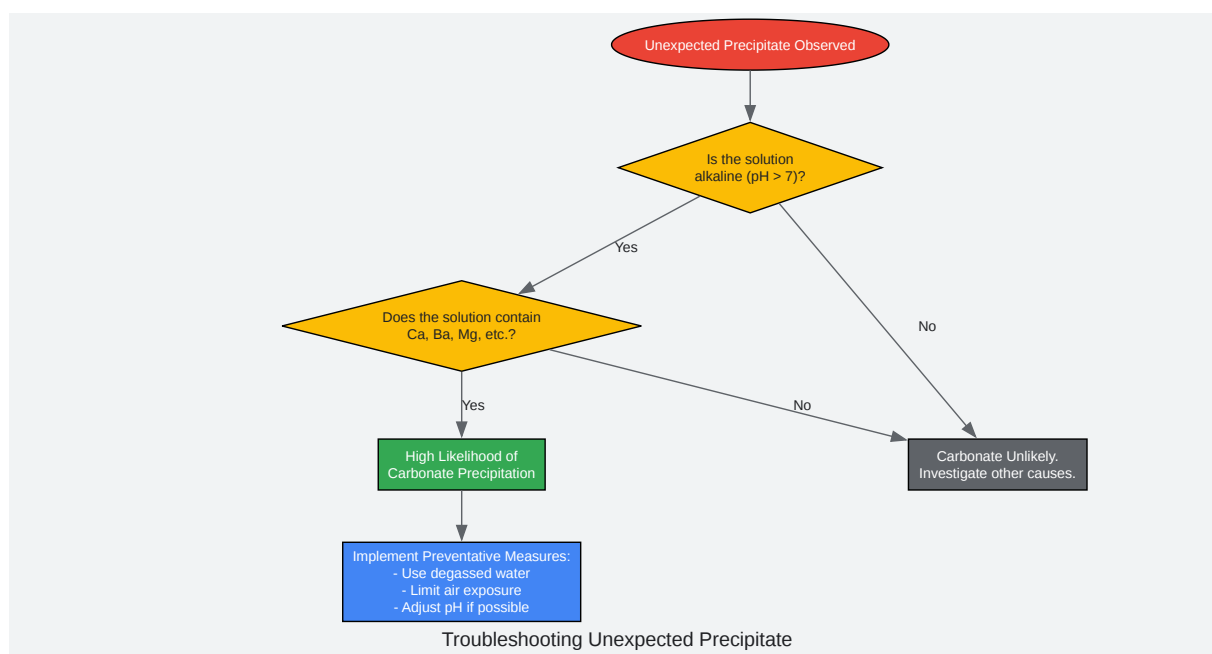 Unexpected Precipitate Observed
Is the solution
alkaline (pH > 7)?
Yes
No
Does the solution contain
Ca, Ba, Mg, etc.?
Yes
No
High Likelihood of
Carbonate Precipitation
Carbonate Unlikely.
Investigate other causes.
Implement Preventative Measures:
- Use degassed water
- Limit air exposure
- Adjust pH if possible
Troubleshooting Unexpected Precipitate